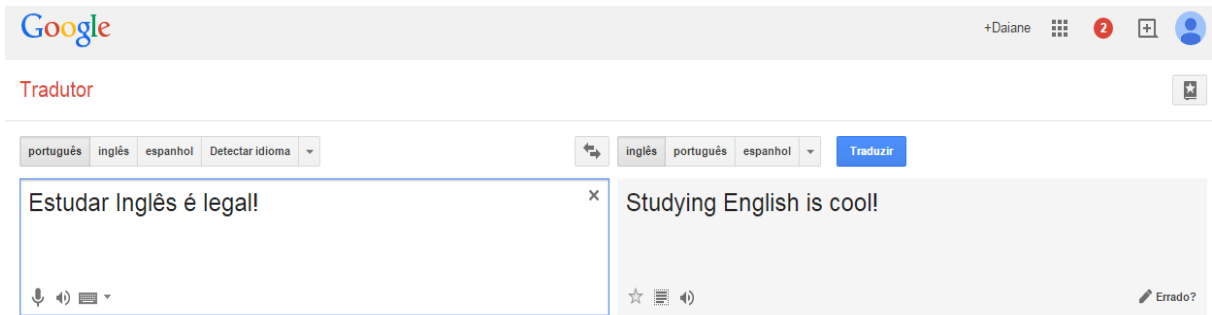 Google
+Daiane 2
Tradutor
português inglês espanhol Detectar idioma inglês português espanhol Traduzir
Estudar Inglês é legal!
Studying English is cool!
Errado?